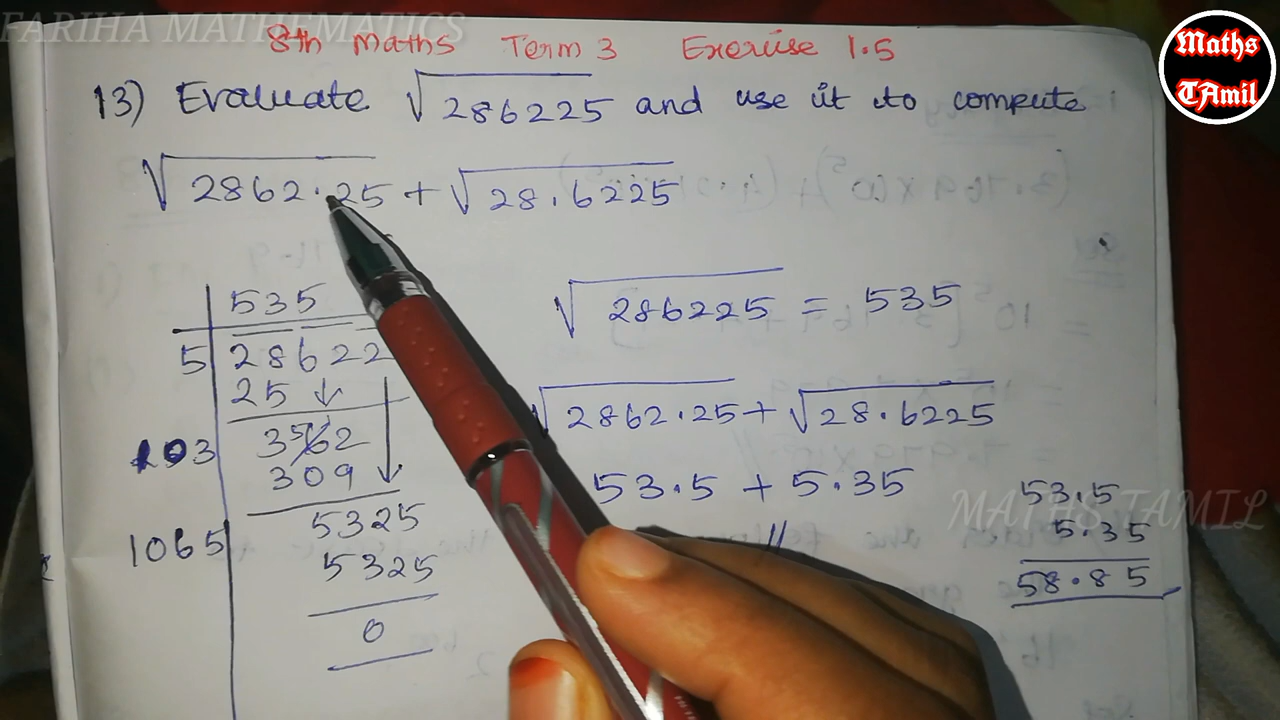 FARIHA MATHEMATICS
Maths
TAmil
8th Maths Term 3 Exercise 1.5
13) Evaluate √286225 and use it to compute
√2862.25 + √28.6225
535
5 28622
25 ↓
103 3562
309
1065 5325
5325
0
√286225 = 535
√2862.25 + √28.6225
53.5 + 5.35
53.5
5.35
58.85
MATHS TAMIL